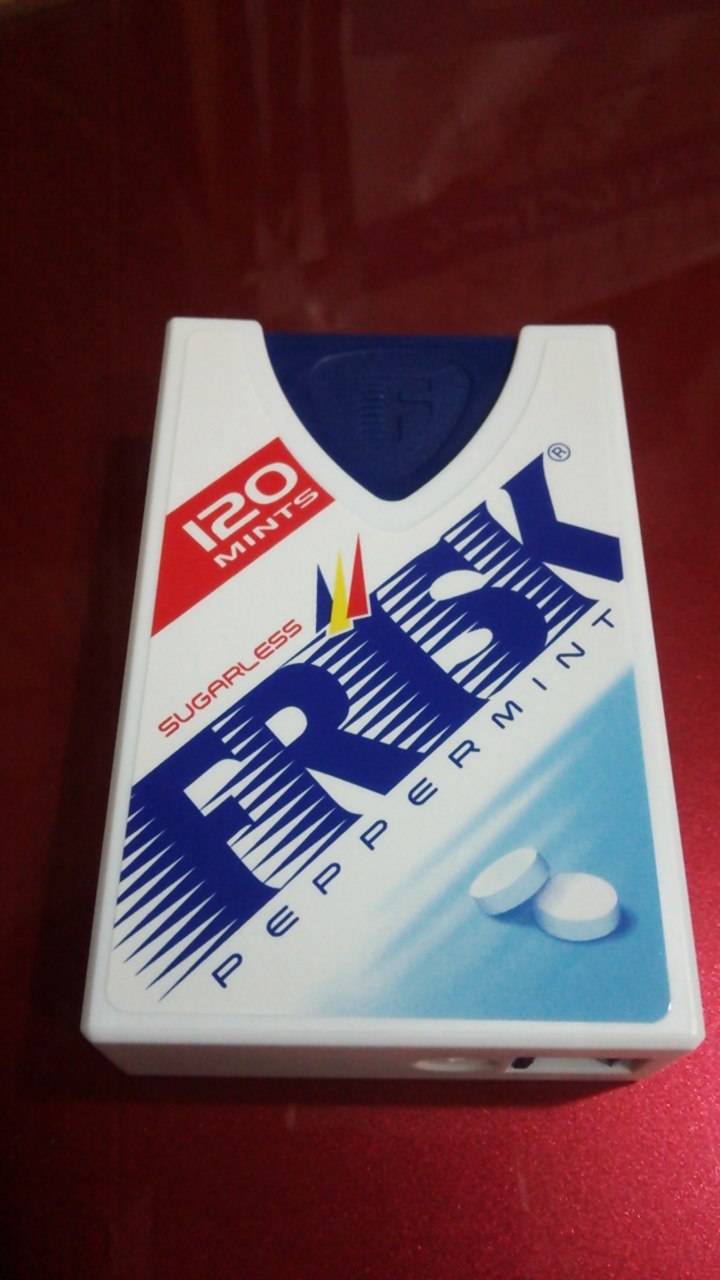 F
120
MINTS
SUGARLESS
FRISK®
PEPPERMINT